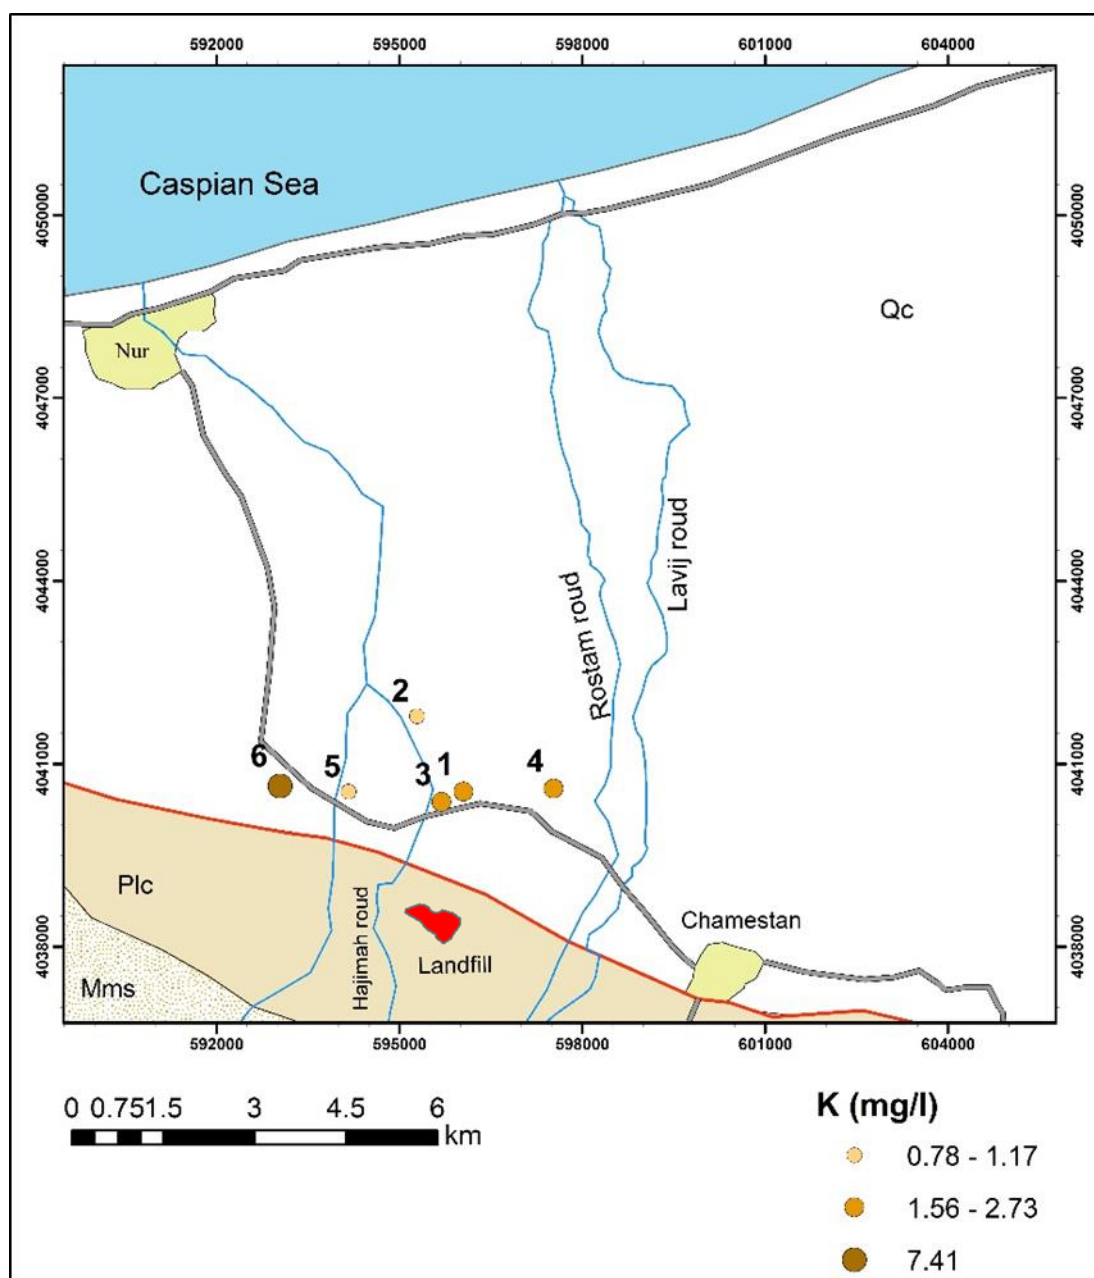 592000 595000 598000 601000 604000
Caspian Sea
4050000 4050000
Qc
Nur
4047000 4047000
Lavij roud
Rostam roud
4044000 4044000
2
6 5 3 1 4
4041000 4041000
Plc
Hajimah roud
Chamestan
Landfill
4038000 4038000
Mms
592000 595000 598000 601000 604000
0 0.75 1.5 3 4.5 6
km
K (mg/l)
0.78 - 1.17
1.56 - 2.73
7.41